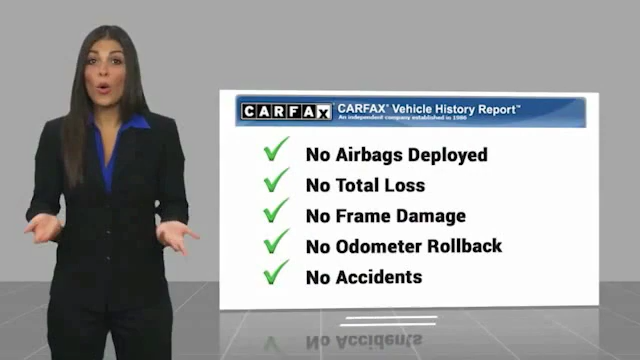 CARFAX CARFAX® Vehicle History Report™
An independent company established in 1986
No Airbags Deployed
No Total Loss
No Frame Damage
No Odometer Rollback
No Accidents